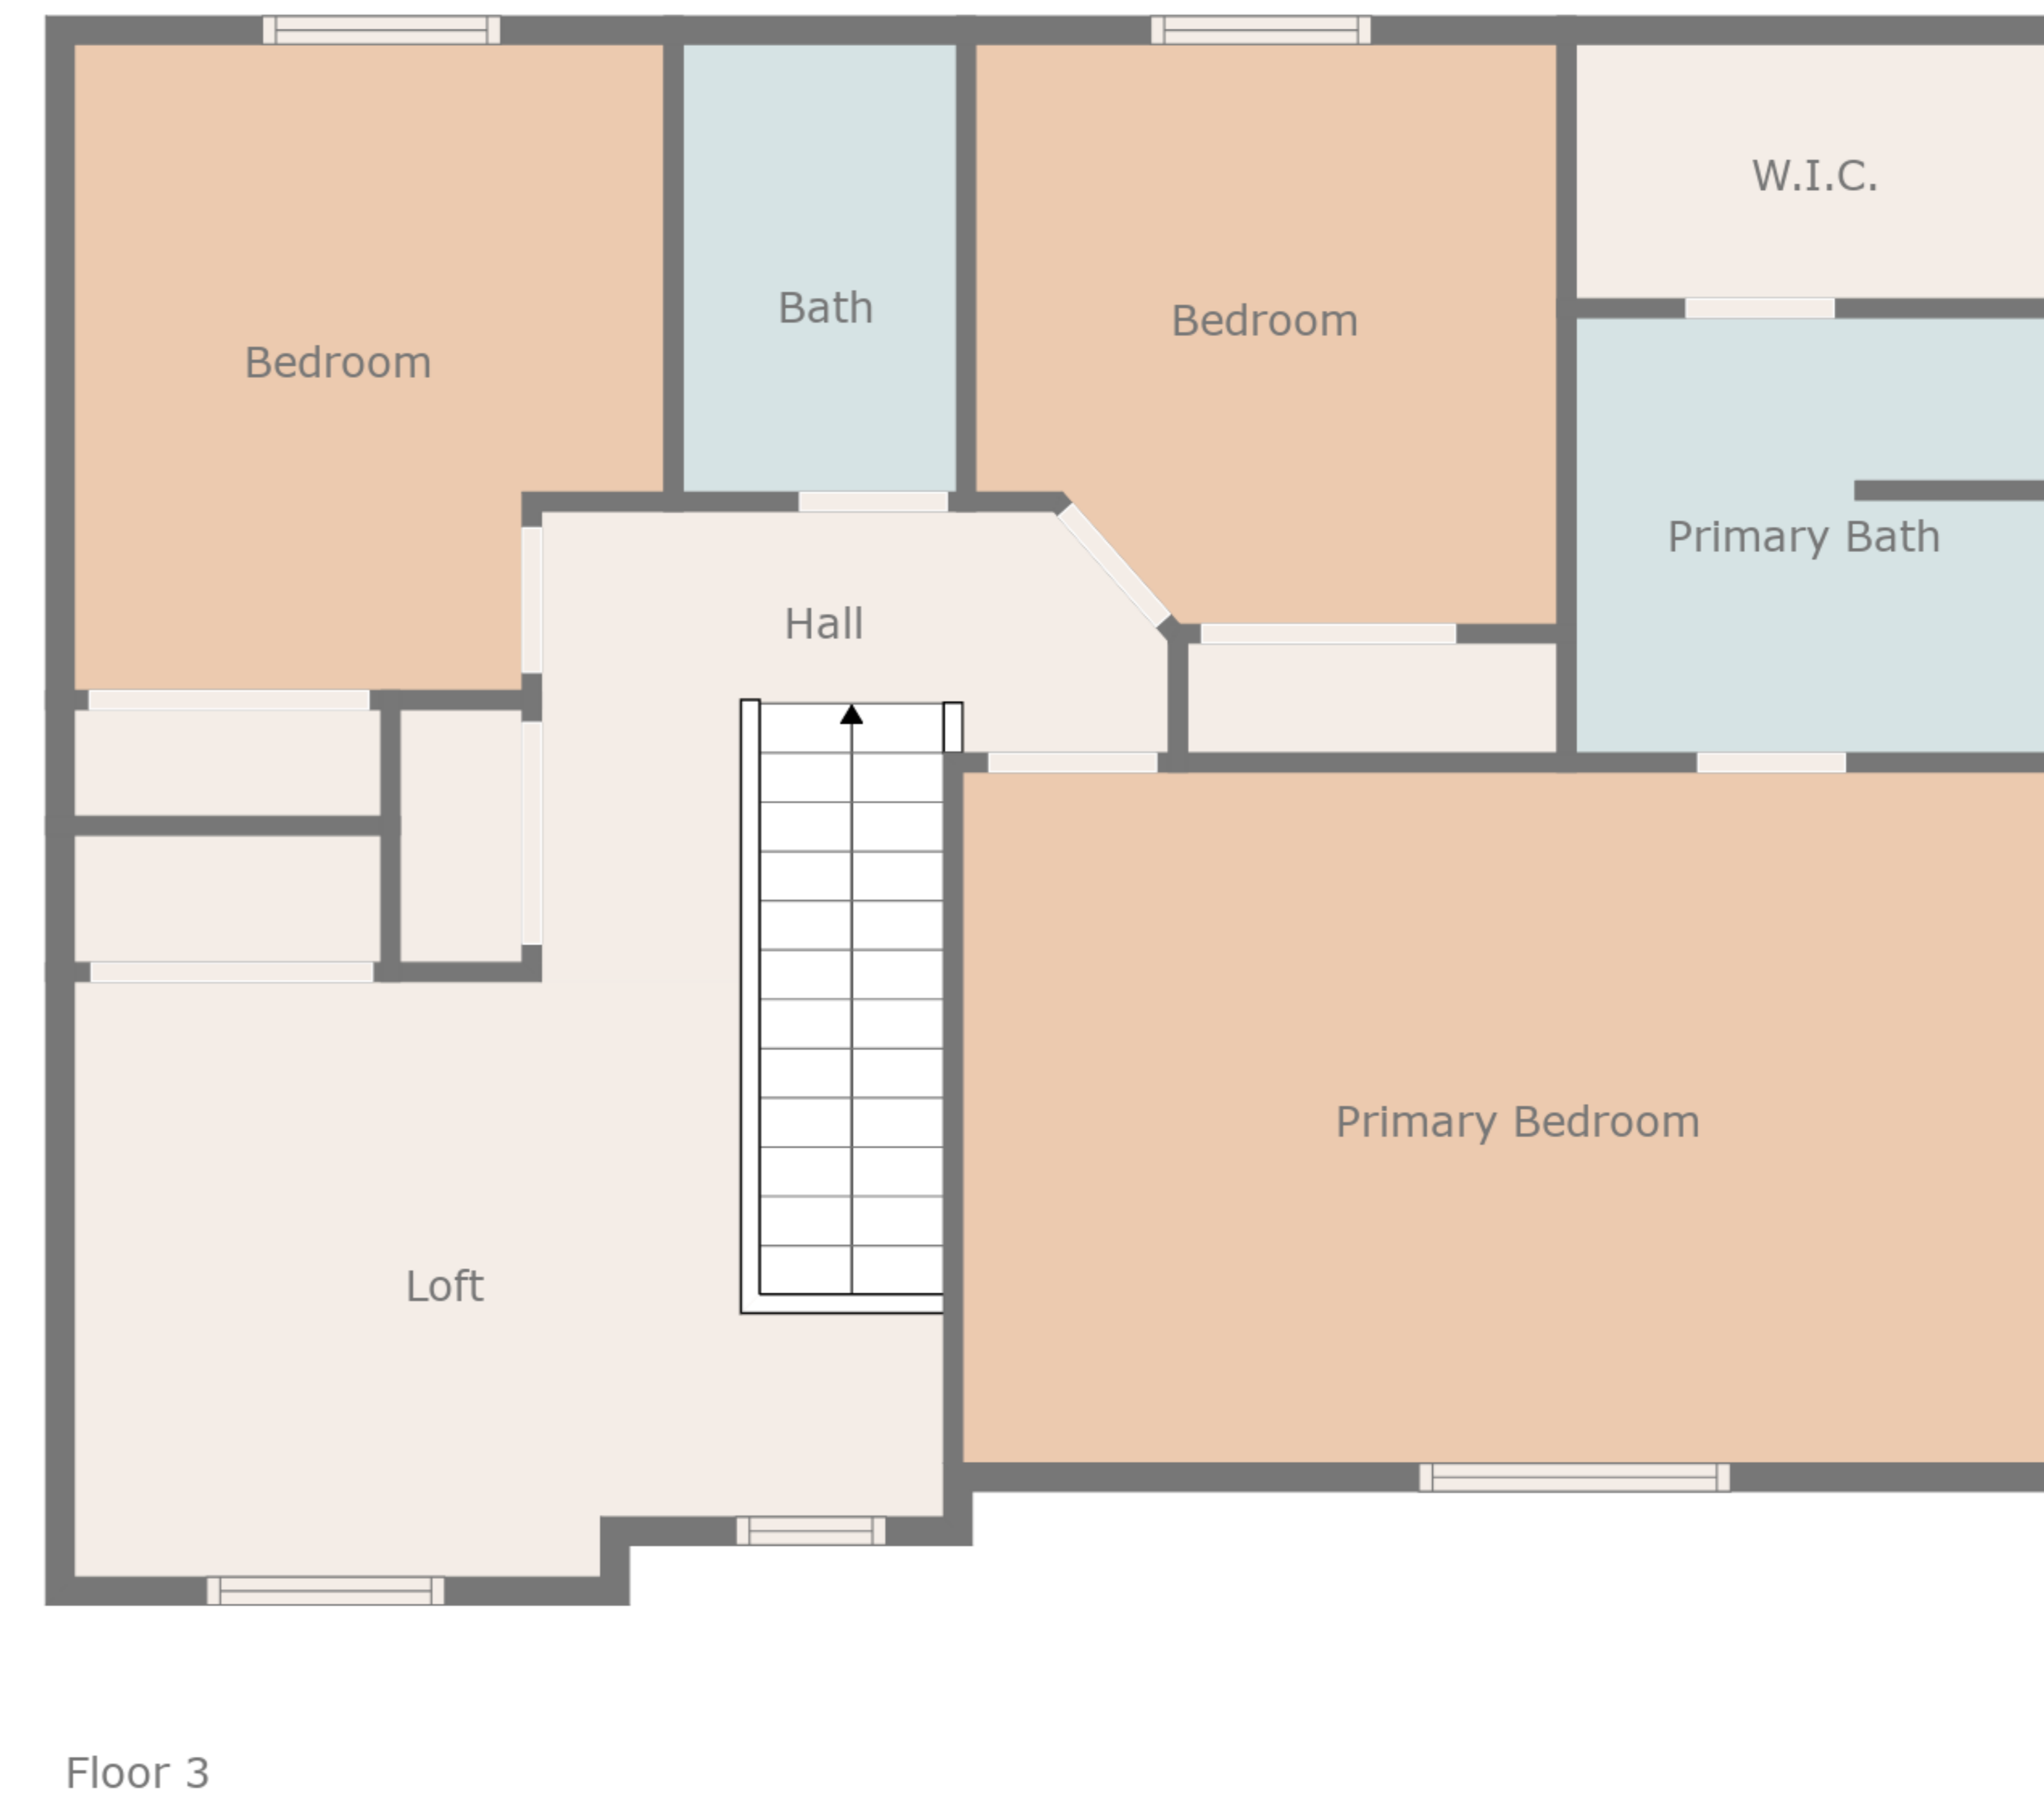 W.I.C.
Bath
Bedroom
Bedroom
Primary Bath
Hall
Primary Bedroom
Loft
Floor 3